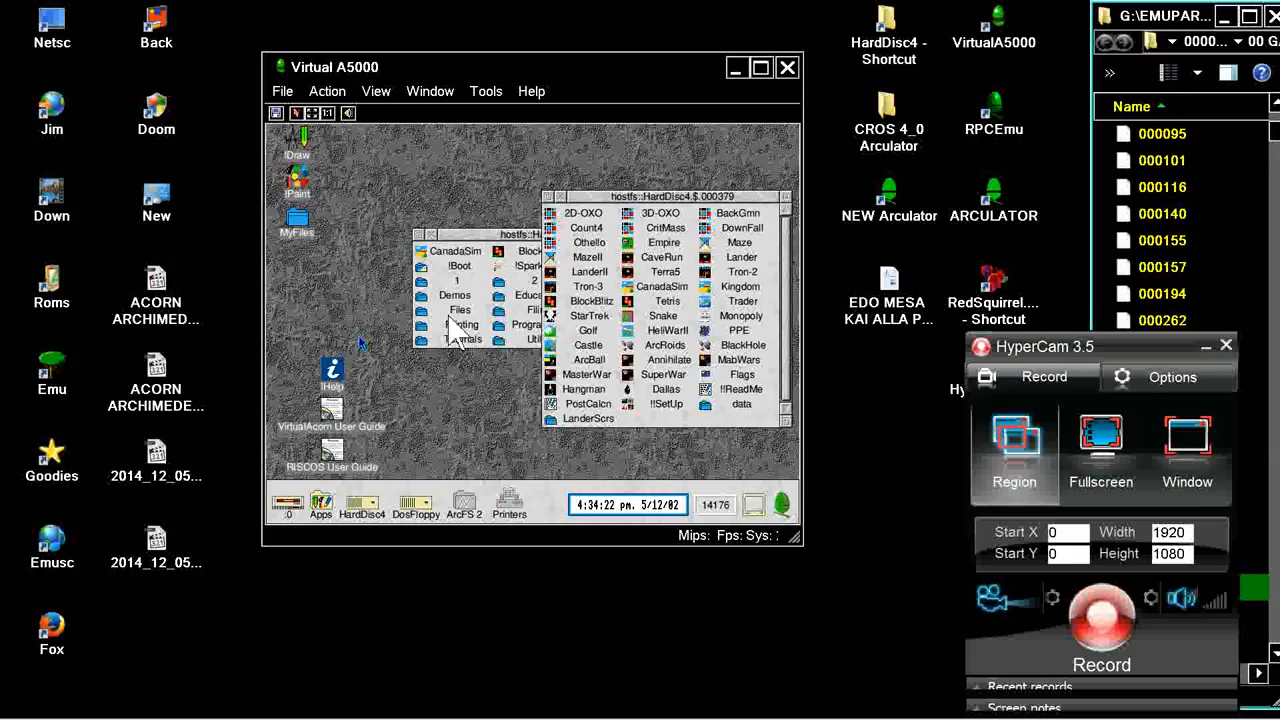 Netsc
Back
Jim
Doom
Down
New
Roms
ACORN
ARCHIMED...
Emu
ACORN
ARCHIMEDE...
Goodies
2014_12_05...
Emusc
2014_12_05...
Fox
Virtual A5000
File Action View Window Tools Help
!Draw
!Paint
MyFiles
!Help
VirtualAcorn User Guide
RISCOS User Guide
CanadaSim
!Boot
1 2
Demos
Files
hostfs::HardDisc4.$.000379
2D-OXO 3D-OXO BackGmn
Count4 CritMass DownFall
Othello Empire Maze
MazeII CaveRun Lander
LanderII Terra5 Tron-2
Tron-3 CanadaSim Kingdom
BlockBlitz Tetris Trader
StarTrek Snake Monopoly
Golf HeliWarII PPE
Castle ArcRoids BlackHole
ArcBall Annihilate MabWars
MasterWar SuperWar Flags
Hangman Dallas !!ReadMe
PostCalcn !!SetUp data
LanderScrs
:0 Apps HardDisc4 DosFloppy ArcFS 2 Printers
4:34:22 pm. 5/12/02
14176
Mips: Fps: Sys: :
HardDisc4 -
Shortcut
VirtualA5000
CROS 4_0
Arculator
RPCEmu
NEW Arculator
ARCULATOR
EDO MESA
KAI ALLA P...
RedSquirrel....
- Shortcut
G:\EMUPAR...
0000... 00 G
Name
000095
000101
000116
000140
000155
000157
000194
000262
HyperCam 3.5
Record Options
Region Fullscreen Window
Start X 0 Width 1920
Start Y 0 Height 1080
Record
Recent records
Screen notes